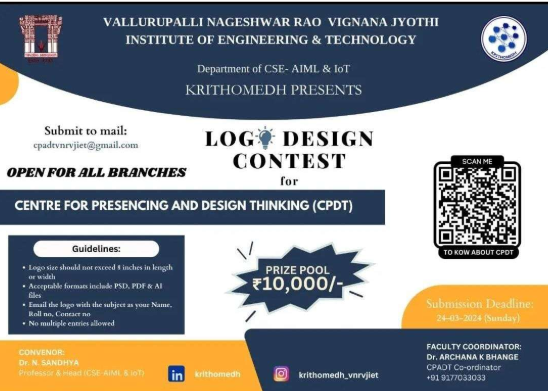 VALLURUPALLI NAGESHWAR RAO VIGNANA JYOTHI
INSTITUTE OF ENGINEERING & TECHNOLOGY
Department of CSE- AIML & IoT
KRITHOMEDH PRESENTS
KRITHOMEDH
Submit to mail:
cpadtvnrvjiet@gmail.com
OPEN FOR ALL BRANCHES
LOGO DESIGN
CONTEST
for
CENTRE FOR PRESENCING AND DESIGN THINKING (CPDT)
SCAN ME
TO KOW ABOUT CPDT
Guidelines:
• Logo size should not exceed 8 inches in length
or width
• Acceptable formats include PSD, PDF & AI
files
• Email the logo with the subject as your Name,
Roll no, Contact no
• No multiple entries allowed
PRIZE POOL
₹10,000/-
Submission Deadline:
24-03-2024 (Sunday)
CONVENOR:
Dr. N. SANDHYA
Professor & Head (CSE-AIML & IoT)
in
krithomedh
krithomedh_vnrvjiet
FACULTY COORDINATOR:
Dr. ARCHANA K BHANGE
CPADT Co-ordinator
+91 9177033033